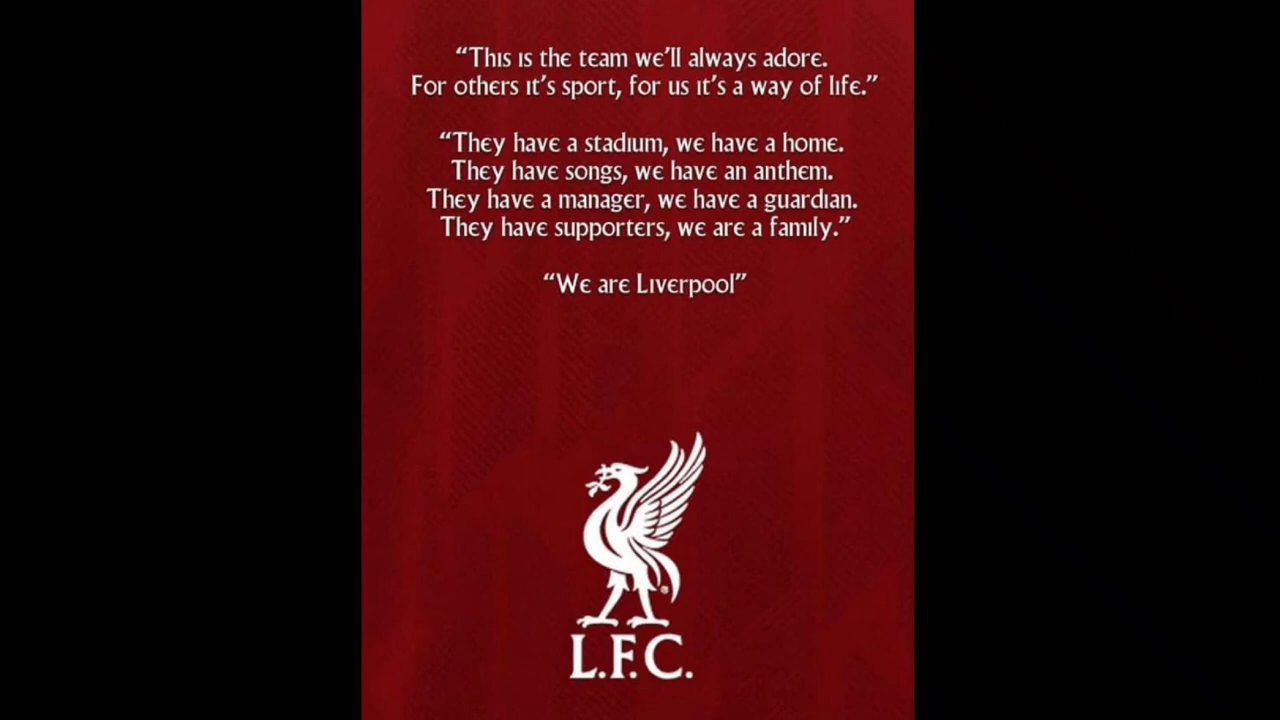 “This is the team we’ll always adore.
For others it’s sport, for us it’s a way of life.”
“They have a stadium, we have a home.
They have songs, we have an anthem.
They have a manager, we have a guardian.
They have supporters, we are a family.”
“We are Liverpool”
®
L.F.C.